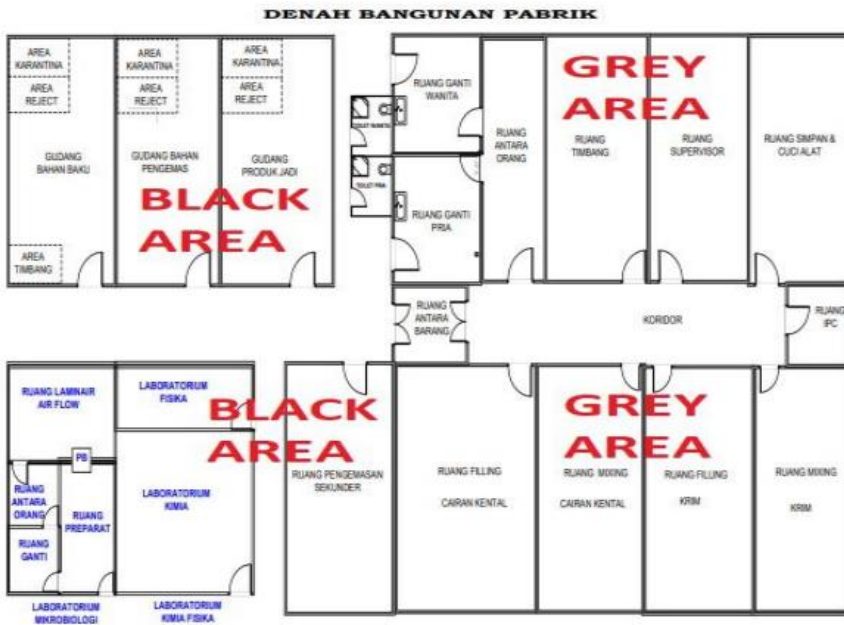 DENAH BANGUNAN PABRIK
AREA
KARANTINA
AREA
REJECT
GUDANG
BAHAN BAKU
AREA
TIMBANG
AREA
KARANTINA
AREA
REJECT
GUDANG BAHAN
PENGEMAS
AREA
KARANTINA
AREA
REJECT
GUDANG
PRODUK JADI
BLACK
AREA
TOILET WANITA
TOILET PRIA
RUANG GANTI
WANITA
RUANG GANTI
PRIA
RUANG
ANTARA
ORANG
GREY
AREA
RUANG
TIMBANG
RUANG
SUPERVISOR
RUANG SIMPAN &
CUCI ALAT
RUANG
ANTARA
BARANG
KORIDOR
RUANG
IPC
RUANG LAMINAIR
AIR FLOW
LABORATORIUM
FISIKA
PB
RUANG
ANTARA
ORANG
RUANG
GANTI
RUANG
PREPARAT
LABORATORIUM
KIMIA
LABORATORIUM
MIKROBIOLOGI
LABORATORIUM
KIMIA FISIKA
BLACK
AREA
RUANG PENGEMASAN
SEKUNDER
RUANG FILLING
CAIRAN KENTAL
GREY
AREA
RUANG MIXING
CAIRAN KENTAL
RUANG FILLUNG
KRIM
RUANG MIXING
KRIM